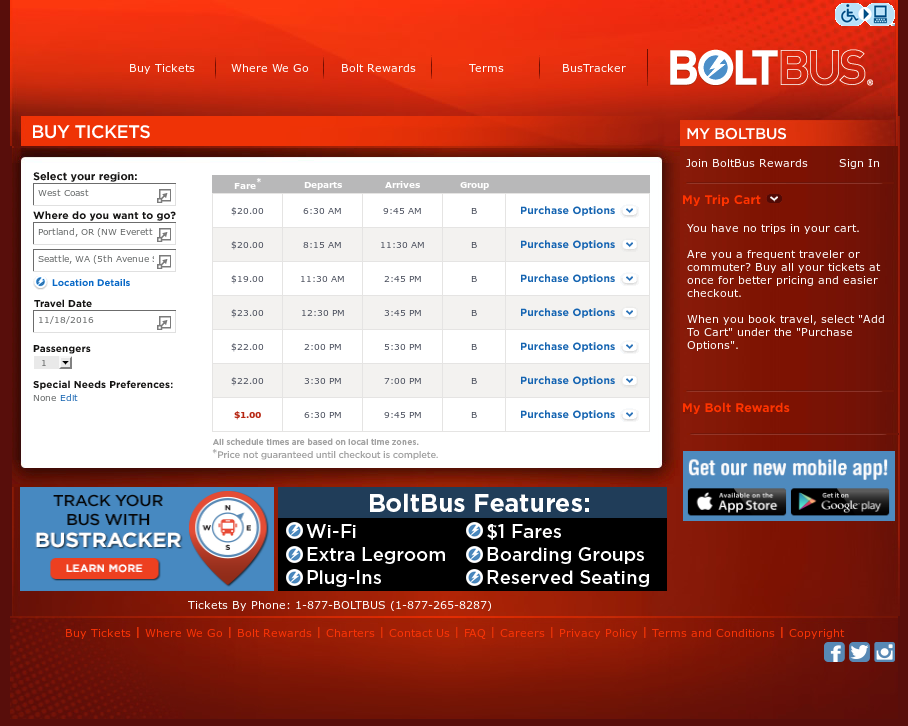 Buy Tickets
Where We Go
Bolt Rewards
Terms
BusTracker
BOLTBUS®
BUY TICKETS
Select your region:
West Coast
Where do you want to go?
Portland, OR (NW Everett
Seattle, WA (5th Avenue
Location Details
Travel Date
11/18/2016
Passengers
1
Special Needs Preferences:
None Edit
Fare* Departs Arrives Group
$20.00 6:30 AM 9:45 AM B Purchase Options
$20.00 8:15 AM 11:30 AM B Purchase Options
$19.00 11:30 AM 2:45 PM B Purchase Options
$23.00 12:30 PM 3:45 PM B Purchase Options
$22.00 2:00 PM 5:30 PM B Purchase Options
$22.00 3:30 PM 7:00 PM B Purchase Options
$1.00 6:30 PM 9:45 PM B Purchase Options
All schedule times are based on local time zones.
*Price not guaranteed until checkout is complete.
MY BOLTBUS
Join BoltBus Rewards Sign In
My Trip Cart
You have no trips in your cart.
Are you a frequent traveler or
commuter? Buy all your tickets at
once for better pricing and easier
checkout.
When you book travel, select "Add
To Cart" under the "Purchase
Options".
My Bolt Rewards
Get our new mobile app!
Available on the
App Store
Get it on
Google play
TRACK YOUR
BUS WITH
BUSTRACKER
LEARN MORE
N
W E
S
BoltBus Features:
Wi-Fi
$1 Fares
Extra Legroom
Boarding Groups
Plug-Ins
Reserved Seating
Tickets By Phone: 1-877-BOLTBUS (1-877-265-8287)
Buy Tickets | Where We Go | Bolt Rewards | Charters | Contact Us | FAQ | Careers | Privacy Policy | Terms and Conditions | Copyright